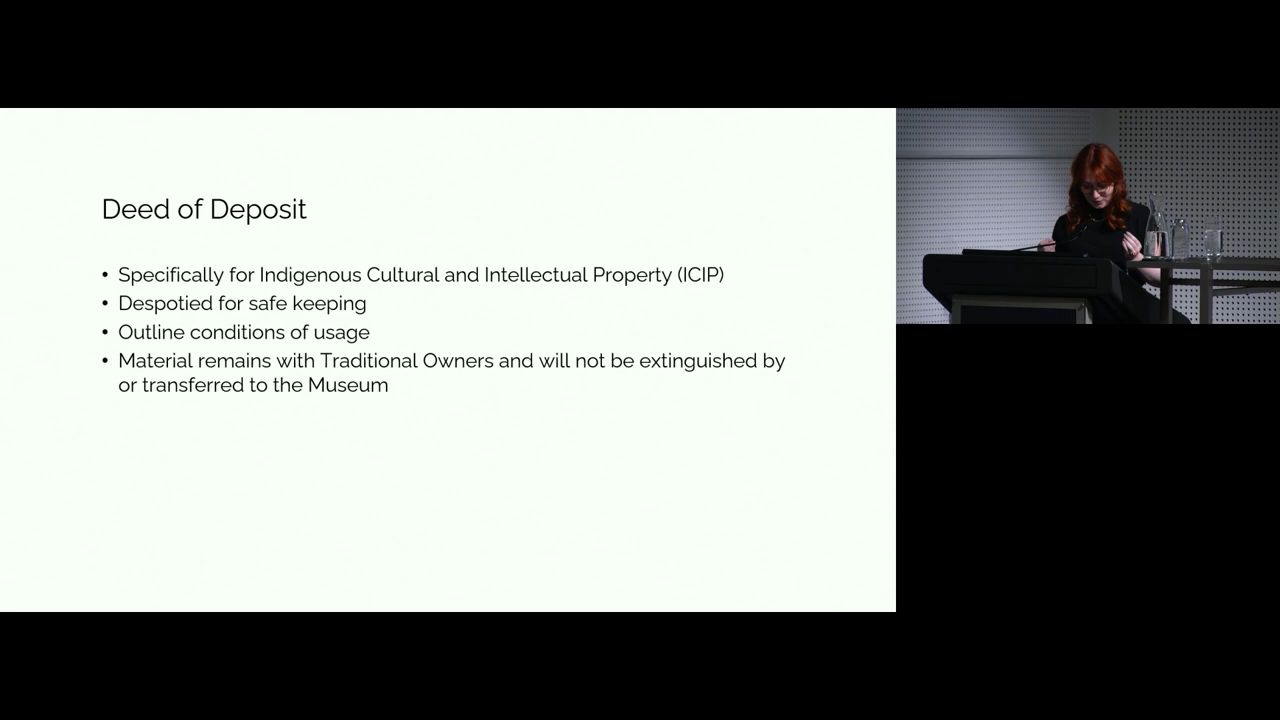 Deed of Deposit
• Specifically for Indigenous Cultural and Intellectual Property (ICIP)
• Despotied for safe keeping
• Outline conditions of usage
• Material remains with Traditional Owners and will not be extinguished by
or transferred to the Museum